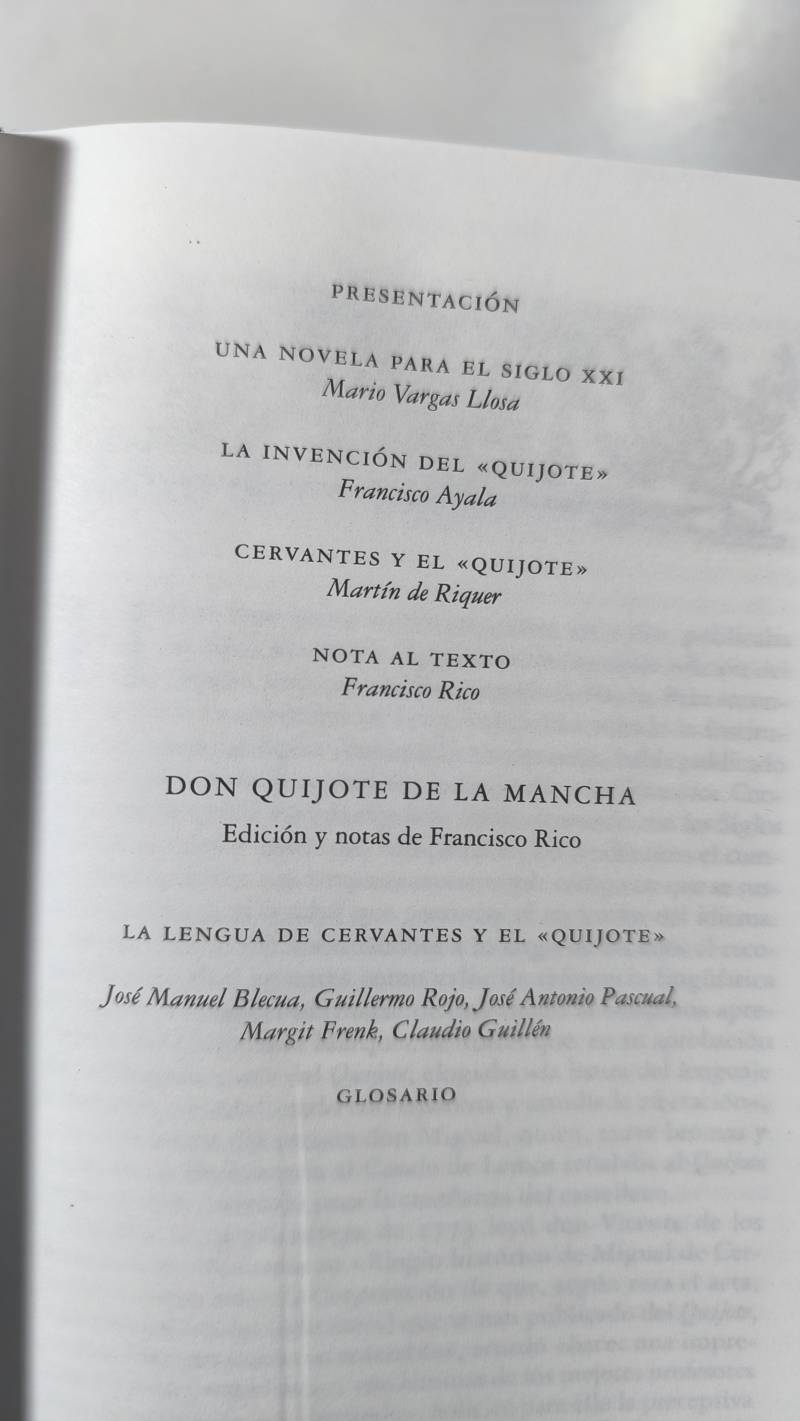 PRESENTACIÓN
UNA NOVELA PARA EL SIGLO XXI
Mario Vargas Llosa
LA INVENCIÓN DEL «QUIJOTE»
Francisco Ayala
CERVANTES Y EL «QUIJOTE»
Martín de Riquer
NOTA AL TEXTO
Francisco Rico
DON QUIJOTE DE LA MANCHA
Edición y notas de Francisco Rico
LA LENGUA DE CERVANTES Y EL «QUIJOTE»
José Manuel Blecua, Guillermo Rojo, José Antonio Pascual,
Margit Frenk, Claudio Guillén
GLOSARIO